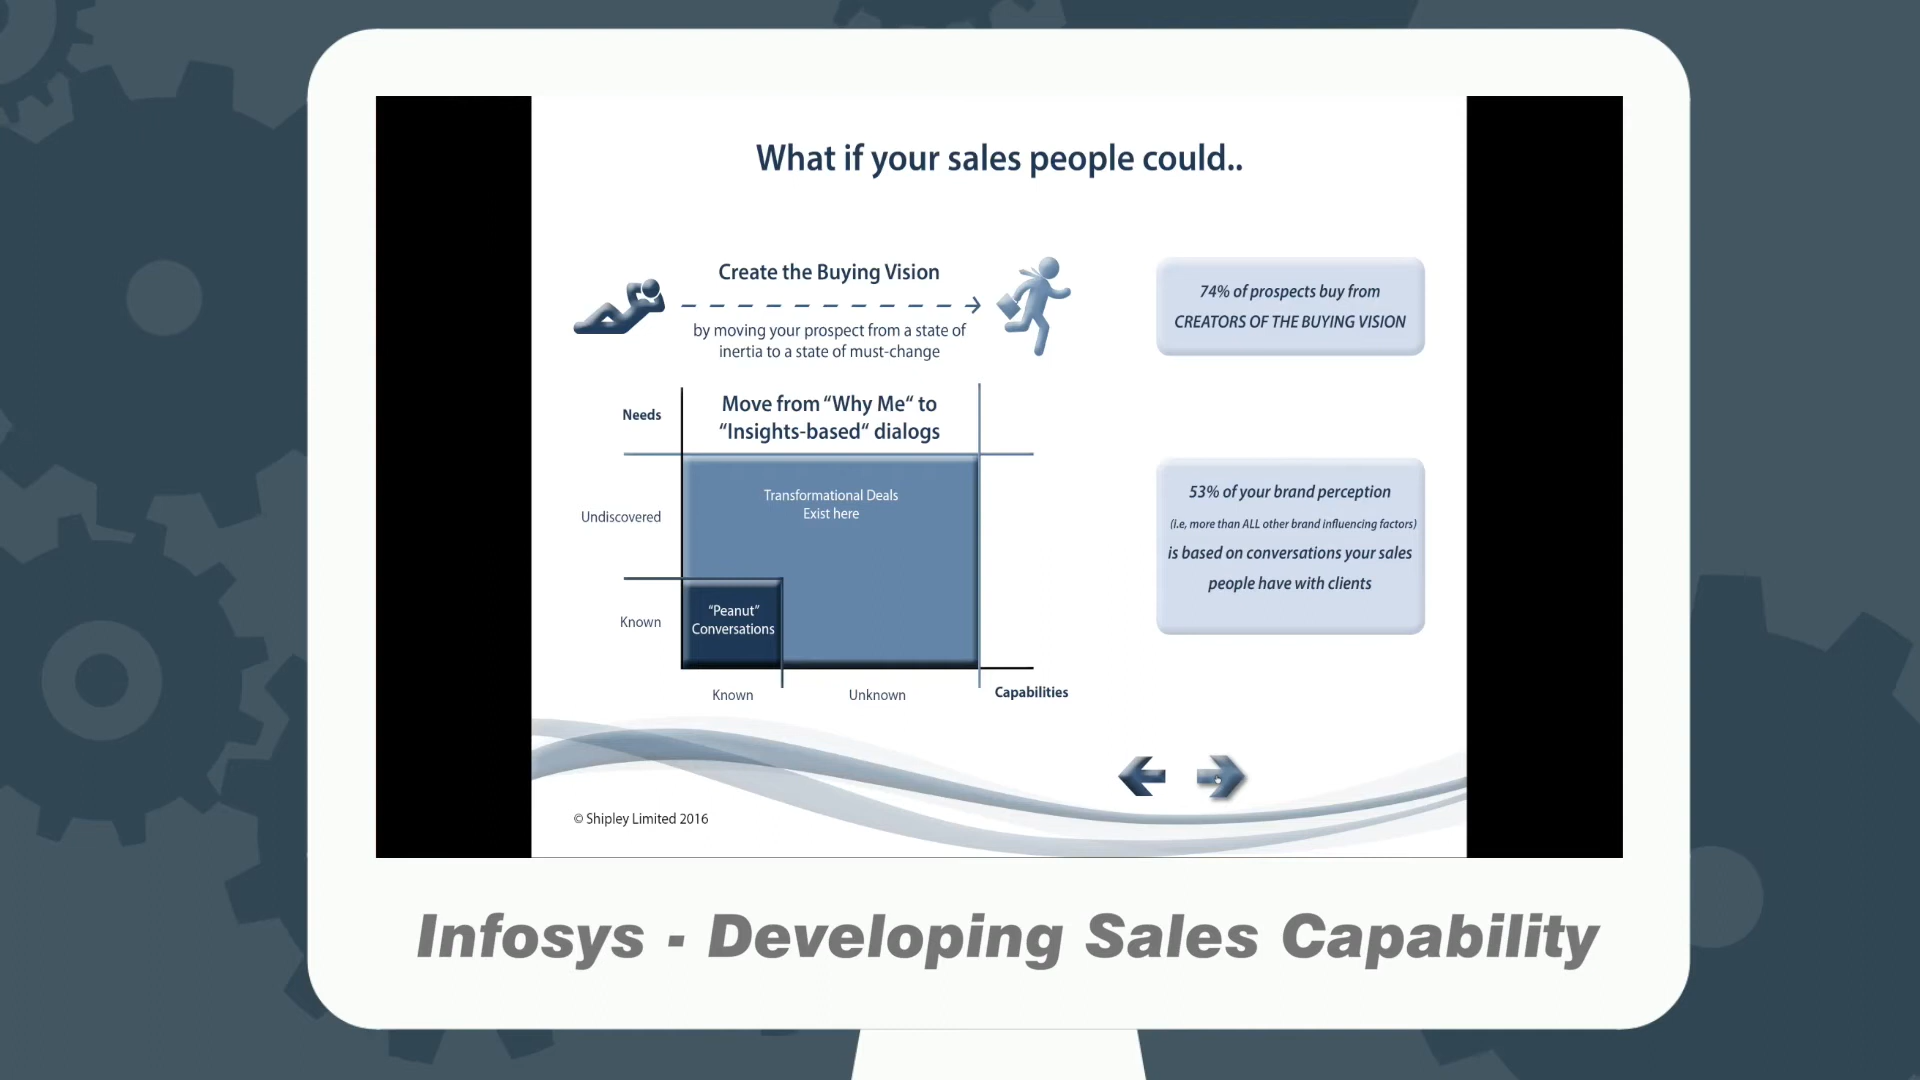 What if your sales people could..
Create the Buying Vision
by moving your prospect from a state of
inertia to a state of must-change
74% of prospects buy from
CREATORS OF THE BUYING VISION
Needs
Move from “Why Me“ to
“Insights-based“ dialogs
Transformational Deals
Exist here
Undiscovered
“Peanut”
Conversations
Known
Known
Unknown
Capabilities
53% of your brand perception
(i.e, more than ALL other brand influencing factors)
is based on conversations your sales
people have with clients
© Shipley Limited 2016
Infosys - Developing Sales Capability